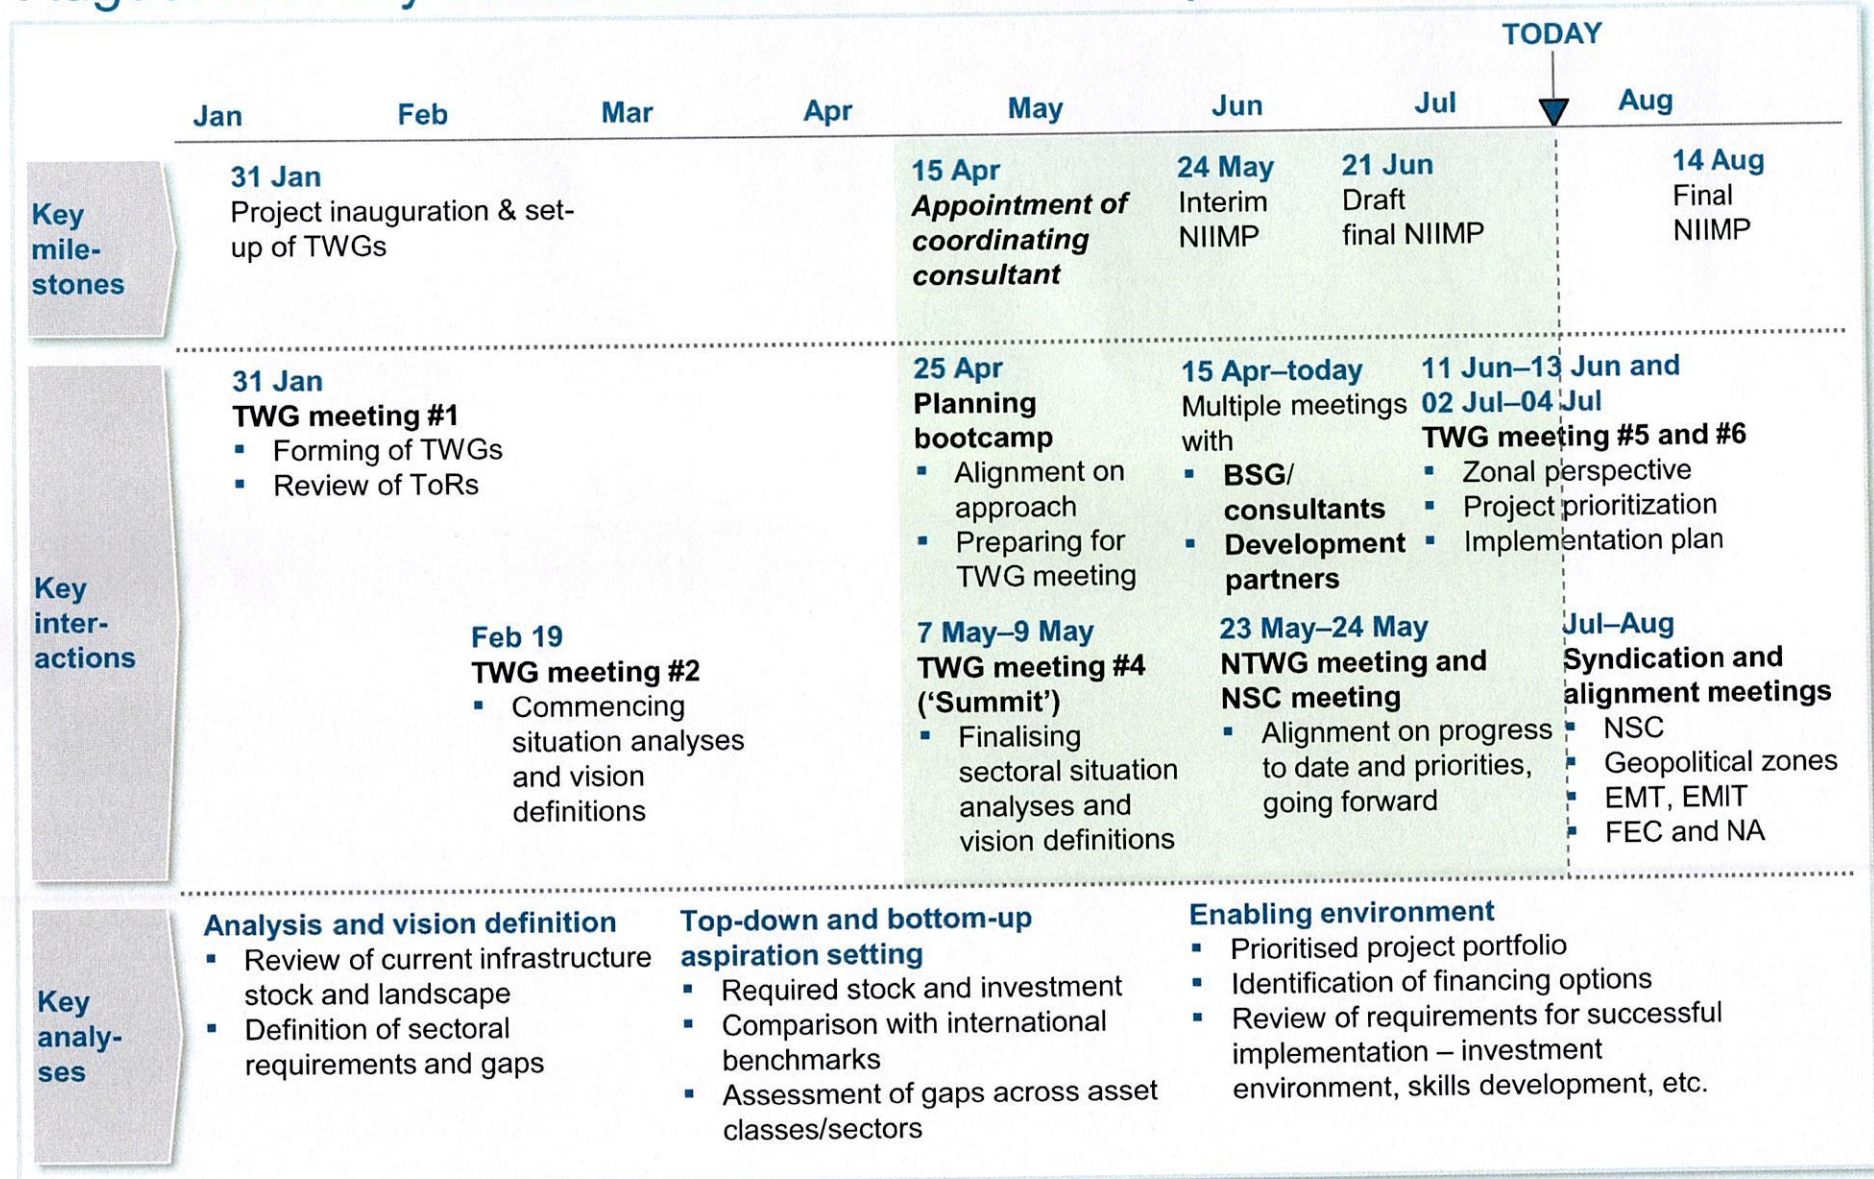 TODAY
Jan Feb Mar Apr May Jun Jul Aug
Key
mile-
stones
31 Jan
Project inauguration & set-
up of TWGs
15 Apr
Appointment of
coordinating
consultant
24 May
Interim
NIIMP
21 Jun
Draft
final NIIMP
14 Aug
Final
NIIMP
Key
inter-
actions
31 Jan
TWG meeting #1
▪ Forming of TWGs
▪ Review of ToRs
Feb 19
TWG meeting #2
▪ Commencing
situation analyses
and vision
definitions
25 Apr
Planning
bootcamp
▪ Alignment on
approach
▪ Preparing for
TWG meeting
7 May–9 May
TWG meeting #4
(‘Summit’)
▪ Finalising
sectoral situation
analyses and
vision definitions
15 Apr–today
Multiple meetings
with
▪ BSG/
consultants
▪ Development
partners
23 May–24 May
NTWG meeting and
NSC meeting
▪ Alignment on progress
to date and priorities,
going forward
11 Jun–13 Jun and
02 Jul–04 Jul
TWG meeting #5 and #6
▪ Zonal perspective
▪ Project prioritization
▪ Implementation plan
Jul–Aug
Syndication and
alignment meetings
▪ NSC
▪ Geopolitical zones
▪ EMT, EMIT
▪ FEC and NA
Key
analy-
ses
Analysis and vision definition
▪ Review of current infrastructure
stock and landscape
▪ Definition of sectoral
requirements and gaps
Top-down and bottom-up
aspiration setting
▪ Required stock and investment
▪ Comparison with international
benchmarks
▪ Assessment of gaps across asset
classes/sectors
Enabling environment
▪ Prioritised project portfolio
▪ Identification of financing options
▪ Review of requirements for successful
implementation – investment
environment, skills development, etc.